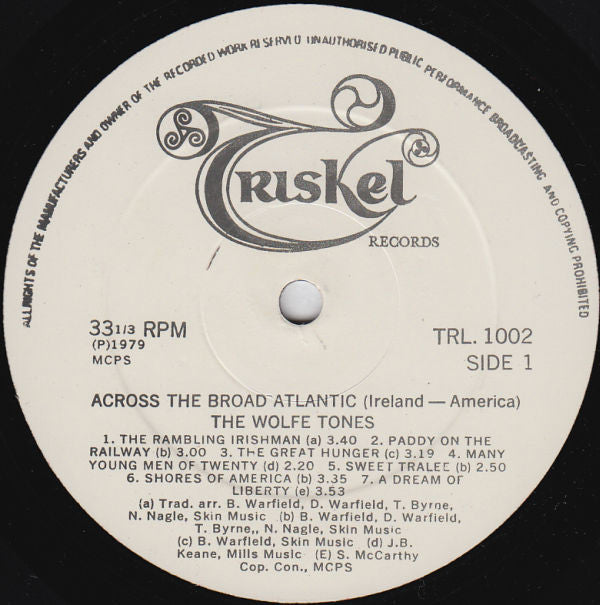 ALL RIGHTS OF THE MANUFACTURERS AND OWNER OF THE RECORDED WORK RESERVED UNAUTHORISED PUBLIC PERFORMANCE BROADCASTING AND COPYING PROHIBITED
TRISKEL
RECORDS
33 1/3 RPM
(P)1979
MCPS
TRL. 1002
SIDE 1
ACROSS THE BROAD ATLANTIC (Ireland — America)
THE WOLFE TONES
1. THE RAMBLING IRISHMAN (a) 3.40 2. PADDY ON THE
RAILWAY (b) 3.00 3. THE GREAT HUNGER (c) 3.19 4. MANY
YOUNG MEN OF TWENTY (d) 2.20 5. SWEET TRALEE (b) 2.50
6. SHORES OF AMERICA (b) 3.35 7. A DREAM OF
LIBERTY (e) 3.53
(a) Trad. arr. B. Warfield, D. Warfield, T. Byrne,
N. Nagle, Skin Music (b) B. Warfield, D. Warfield,
T. Byrne,, N. Nagle, Skin Music
(c) B. Warfield, Skin Music (d) J.B.
Keane, Mills Music (E) S. McCarthy
Cop. Con., MCPS